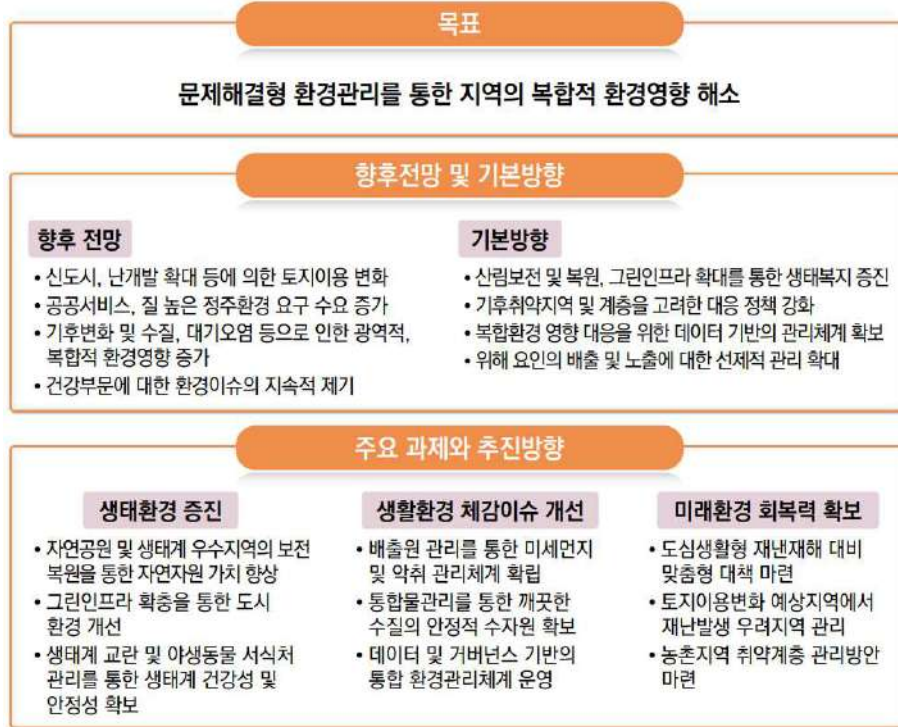 목표
문제해결형 환경관리를 통한 지역의 복합적 환경영향 해소
향후전망 및 기본방향
향후 전망
• 신도시, 난개발 확대 등에 의한 토지이용 변화
• 공공서비스, 질 높은 정주환경 요구 수요 증가
• 기후변화 및 수질, 대기오염 등으로 인한 광역적,
복합적 환경영향 증가
• 건강부문에 대한 환경이슈의 지속적 제기
기본방향
• 산림보전 및 복원, 그린인프라 확대를 통한 생태복지 증진
• 기후취약지역 및 계층을 고려한 대응 정책 강화
• 복합환경 영향 대응을 위한 데이터 기반의 관리체계 확보
• 위해 요인의 배출 및 노출에 대한 선제적 관리 확대
주요 과제와 추진방향
생태환경 증진
• 자연공원 및 생태계 우수지역의 보전
복원을 통한 자연자원 가치 향상
• 그린인프라 확충을 통한 도시
환경 개선
• 생태계 교란 및 야생동물 서식처
관리를 통한 생태계 건강성 및
안정성 확보
생활환경 체감이슈 개선
• 배출원 관리를 통한 미세먼지
및 악취 관리체계 확립
• 통합물관리를 통한 깨끗한
수질의 안정적 수자원 확보
• 데이터 및 거버넌스 기반의
통합 환경관리체계 운영
미래환경 회복력 확보
• 도심생활형 재낸재해 대비
맞춤형 대책 마련
• 토지이용변화 예상지역에서
재난발생 우려지역 관리
• 농촌지역 취약계층 관리방안
마련